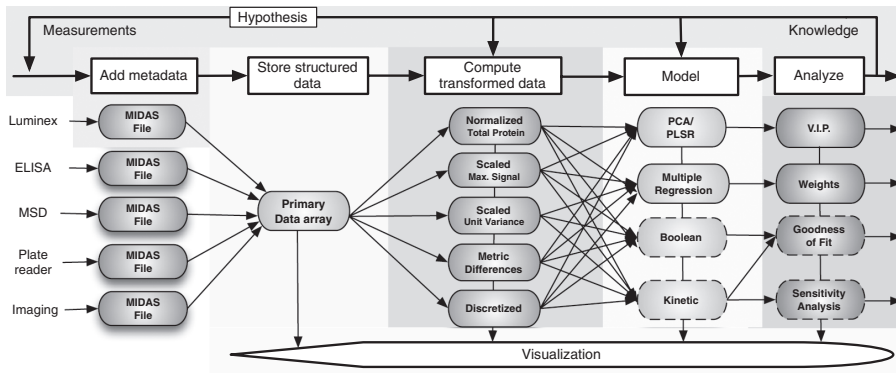 Hypothesis
Measurements
Knowledge
Add metadata
Store structured
data
Compute
transformed data
Model
Analyze
Luminex
MIDAS
File
ELISA
MIDAS
File
MSD
MIDAS
File
Plate
reader
MIDAS
File
Imaging
MIDAS
File
Primary
Data array
Normalized
Total Protein
Scaled
Max. Signal
Scaled
Unit Variance
Metric
Differences
Discretized
PCA/
PLSR
Multiple
Regression
Boolean
Kinetic
V.I.P.
Weights
Goodness
of Fit
Sensitivity
Analysis
Visualization